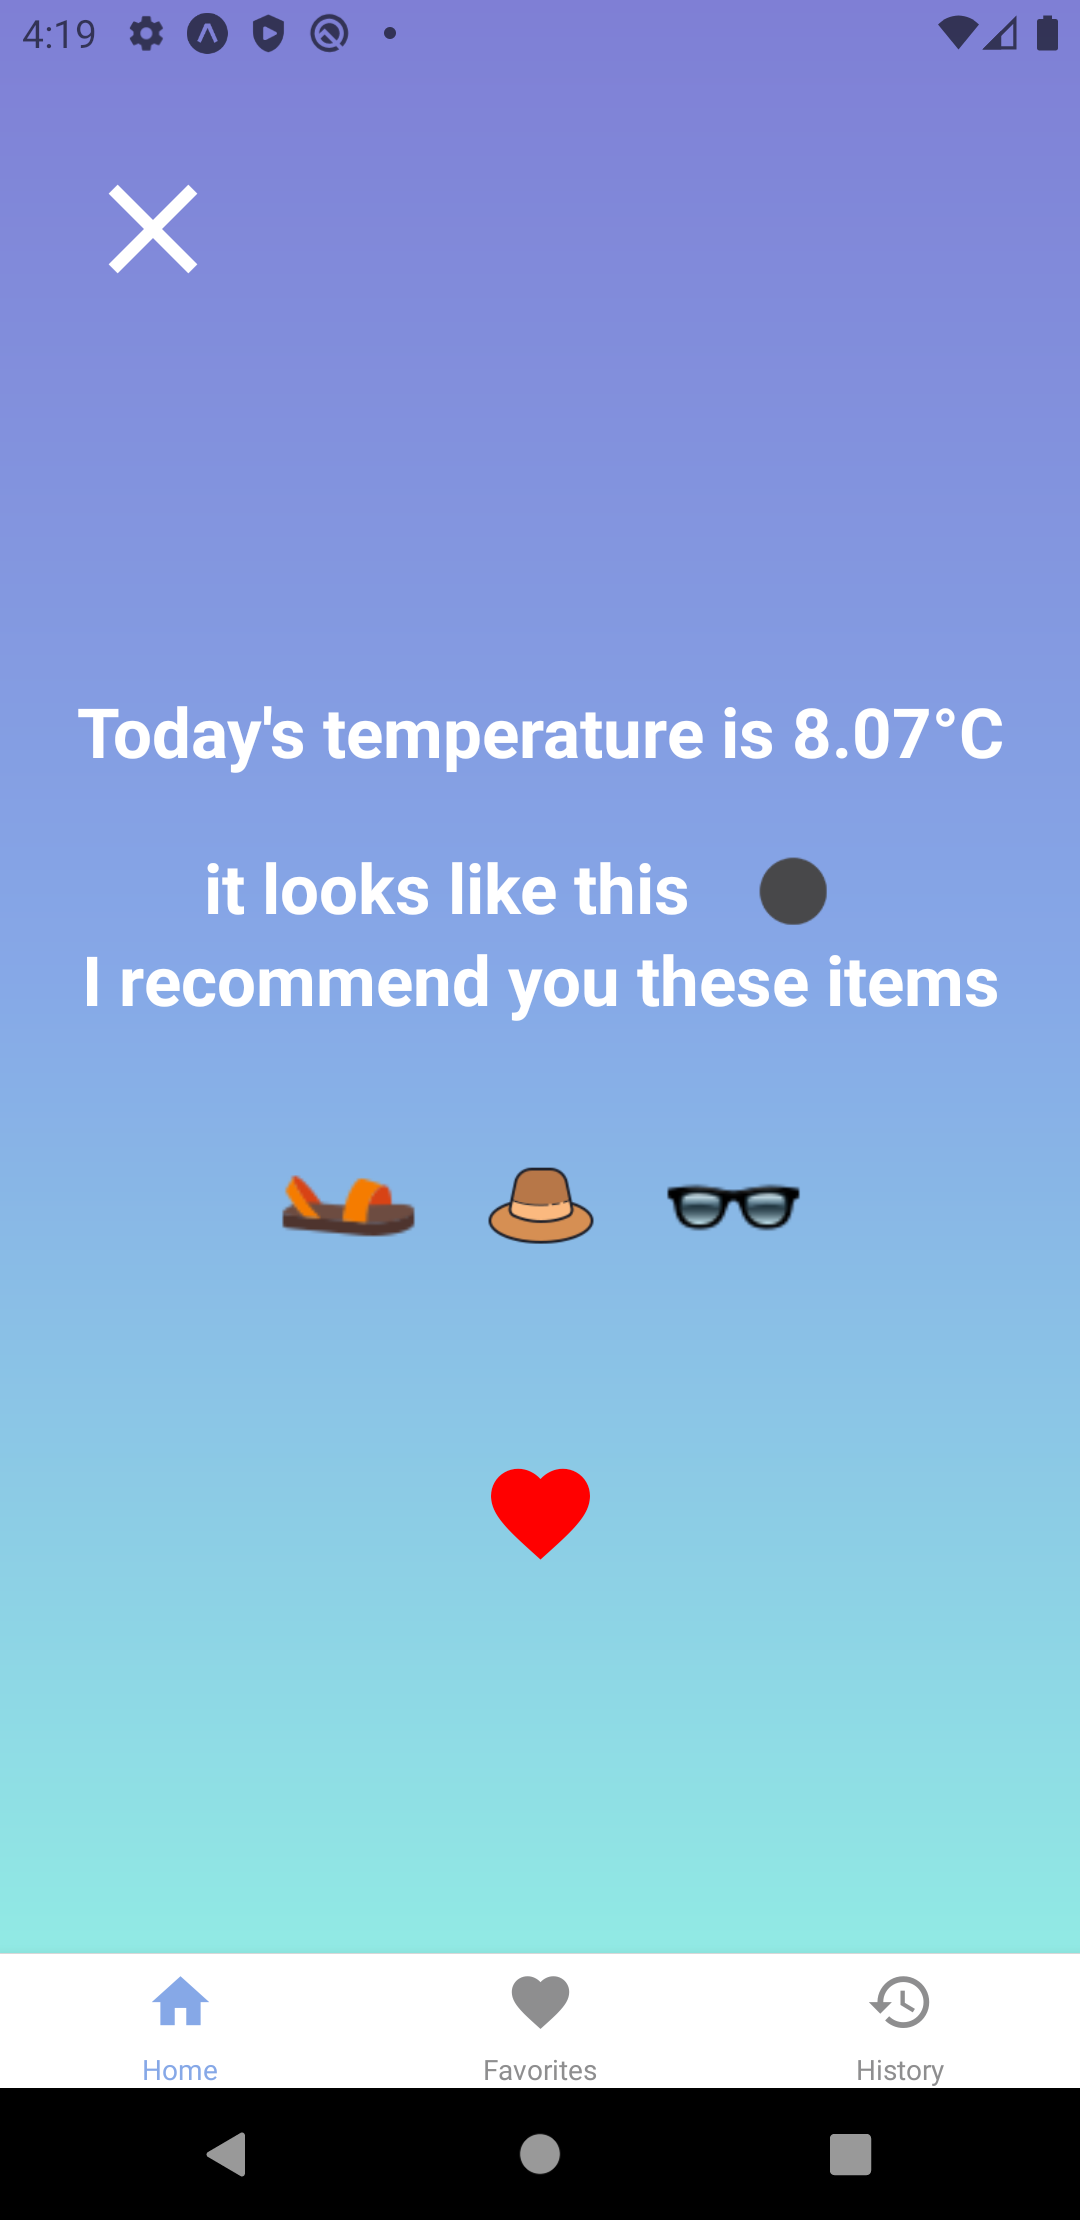 4:19
Today's temperature is 8.07°C
it looks like this
I recommend you these items
Home
Favorites
History